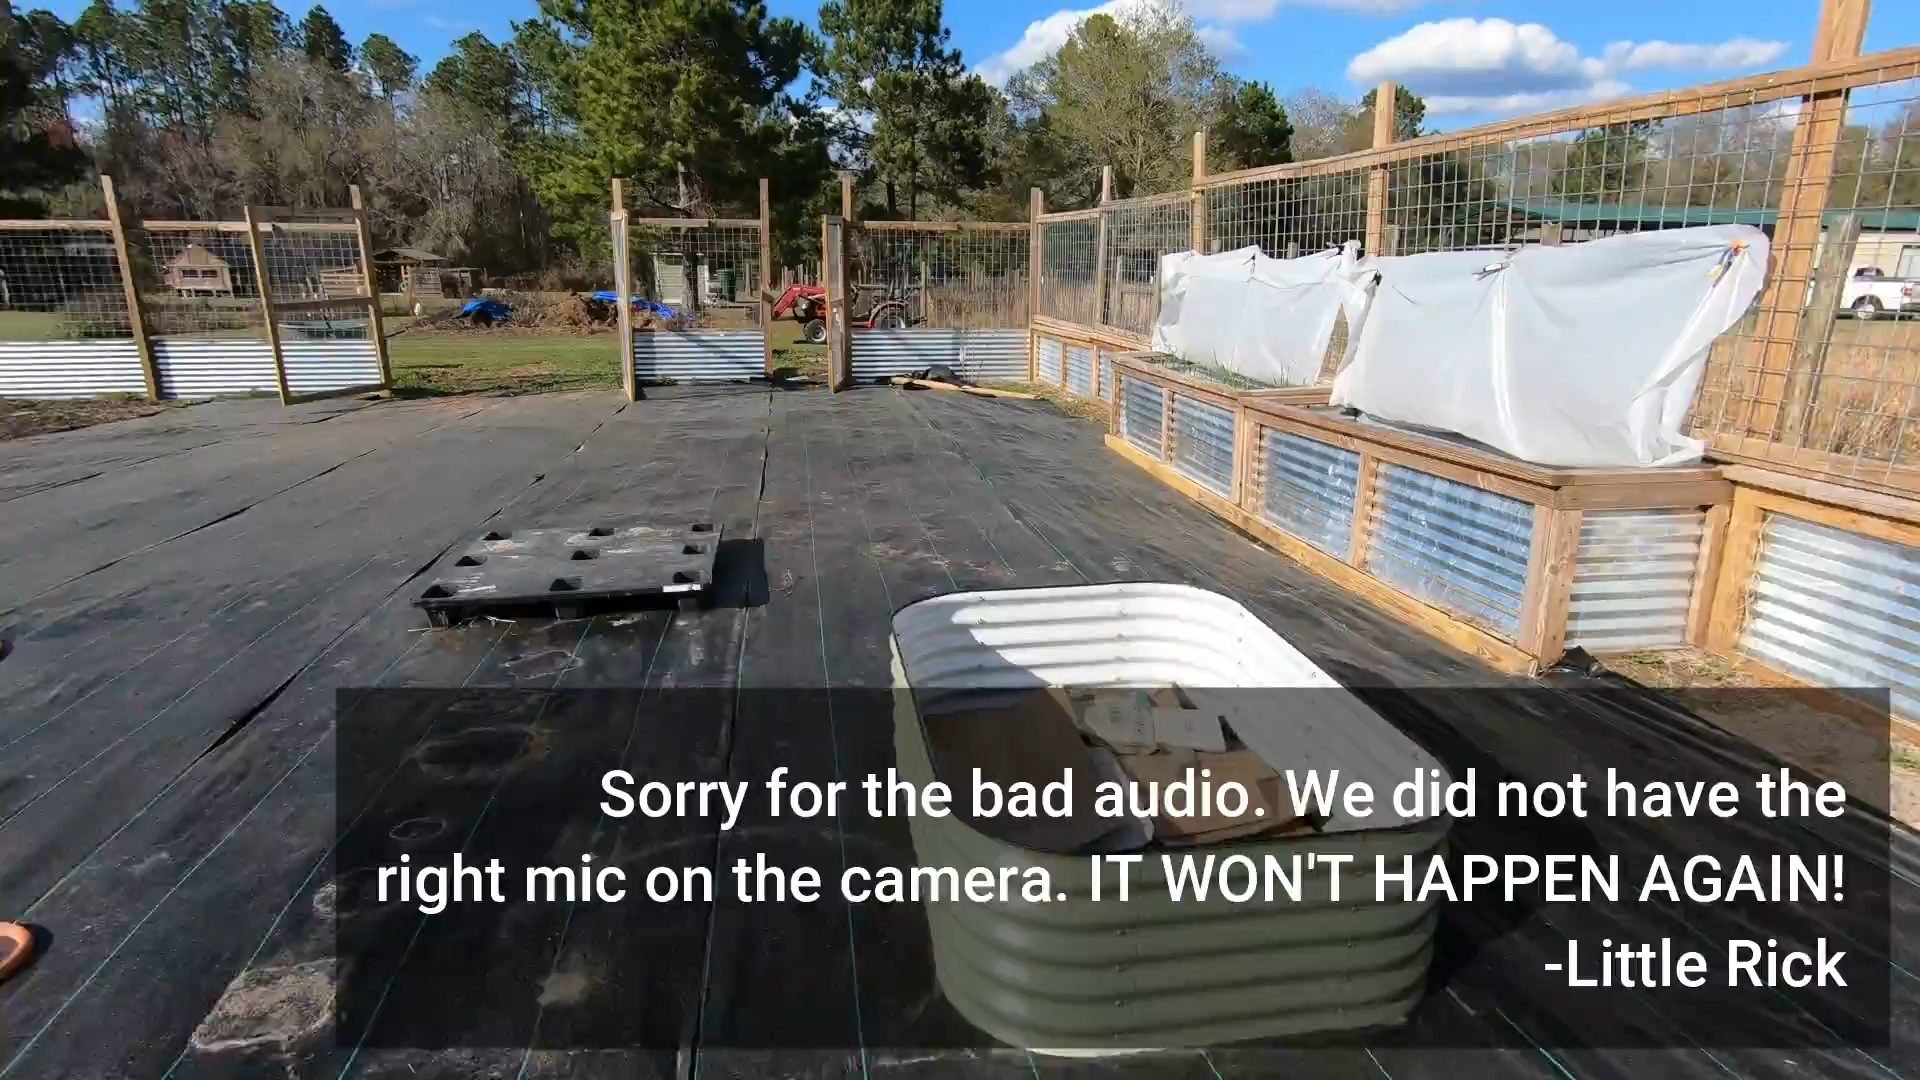 Sorry for the bad audio. We did not have the
right mic on the camera. IT WON'T HAPPEN AGAIN!
-Little Rick